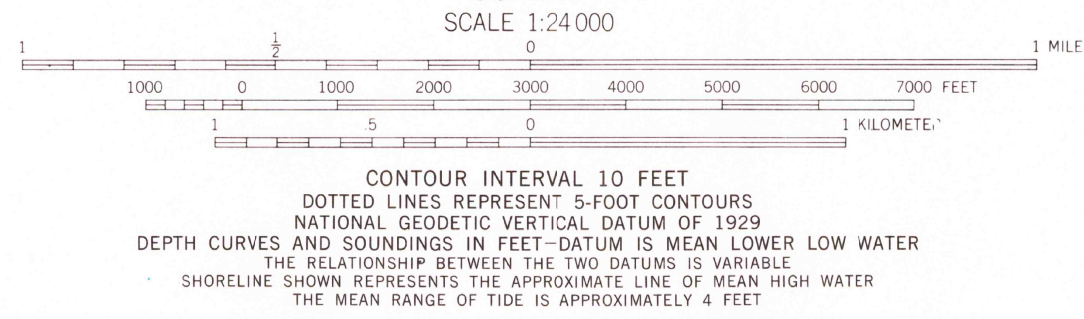 SCALE 1:24 000
1 ½ 0 1 MILE
1000 0 1000 2000 3000 4000 5000 6000 7000 FEET
1 .5 0 1 KILOMETER
CONTOUR INTERVAL 10 FEET
DOTTED LINES REPRESENT 5-FOOT CONTOURS
NATIONAL GEODETIC VERTICAL DATUM OF 1929
DEPTH CURVES AND SOUNDINGS IN FEET—DATUM IS MEAN LOWER LOW WATER
THE RELATIONSHIP BETWEEN THE TWO DATUMS IS VARIABLE
SHORELINE SHOWN REPRESENTS THE APPROXIMATE LINE OF MEAN HIGH WATER
THE MEAN RANGE OF TIDE IS APPROXIMATELY 4 FEET